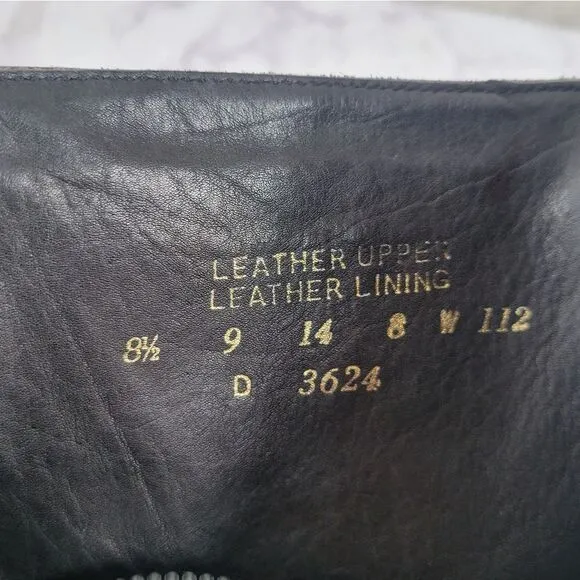 LEATHER UPPER
LEATHER LINING
8½ 9 14 8 W 112
D 3624